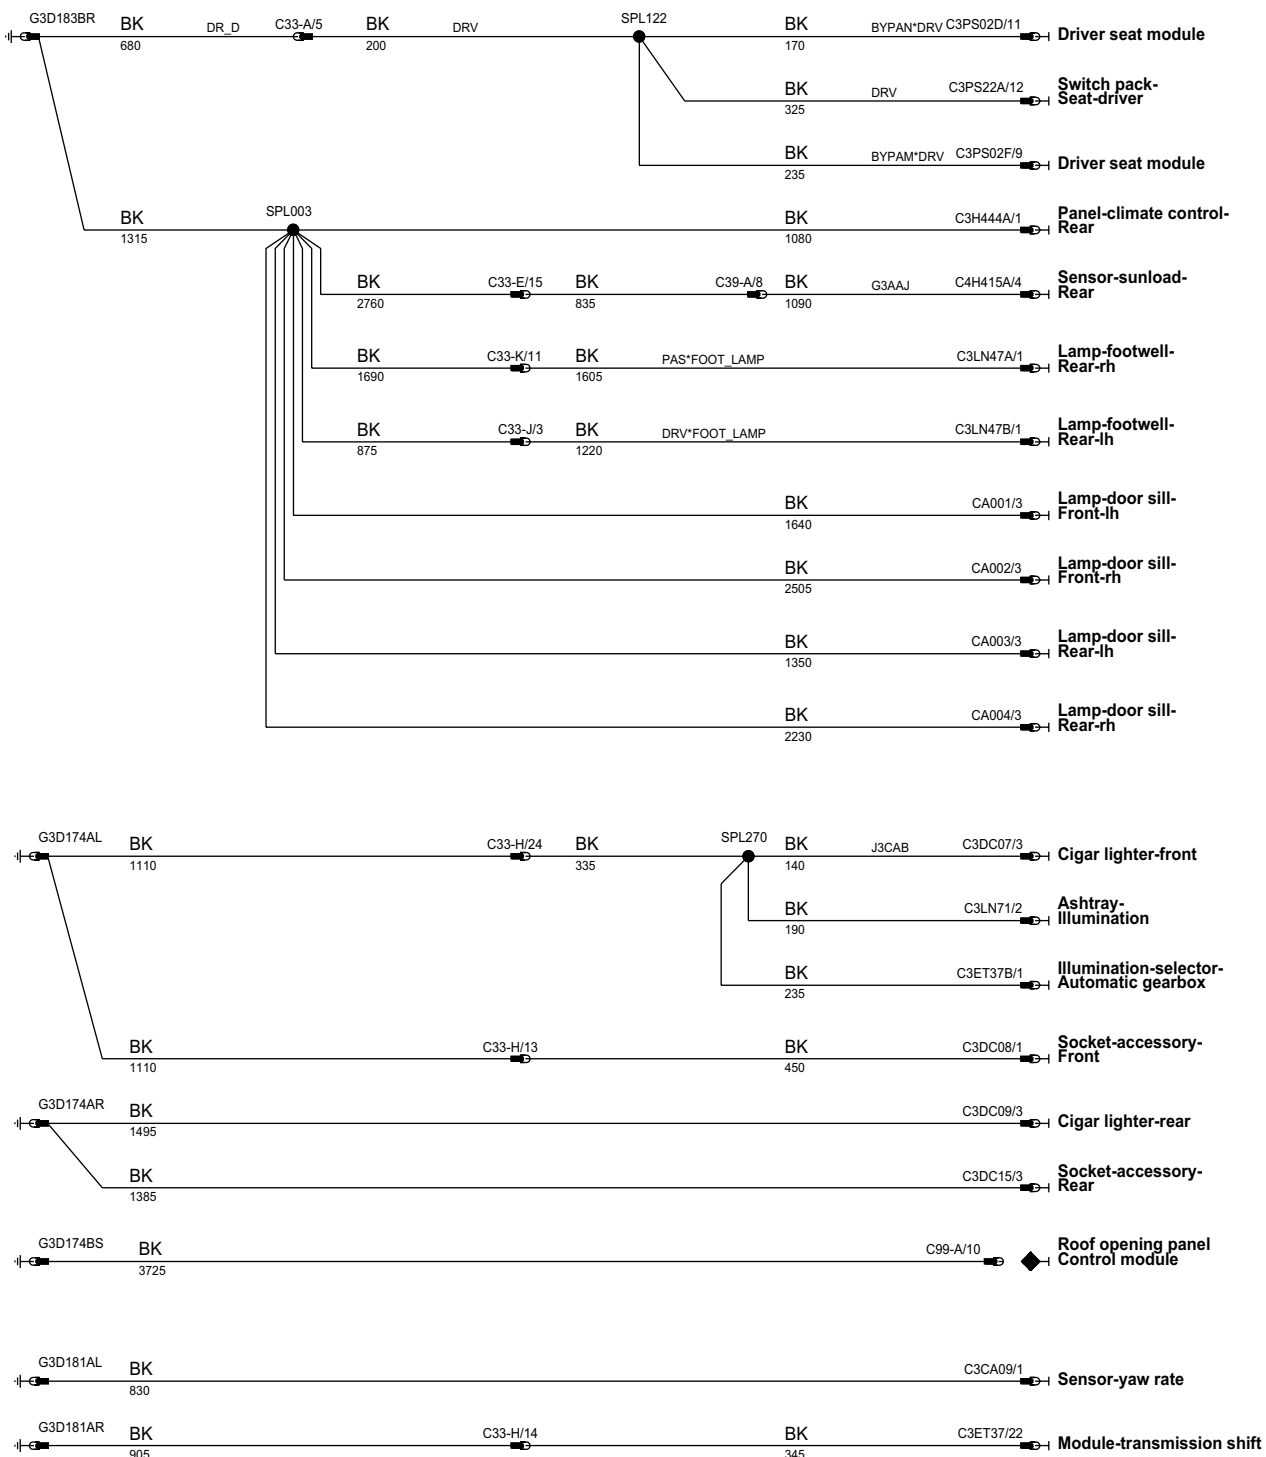 G3D183BR BK DR_D C33-A/5 BK DRV SPL122 BK BYPAN*DRV C3PS02D/11 Driver seat module
680 200 170
BK DRV C3PS22A/12 Switch pack-
Seat-driver
325
BK BYPAM*DRV C3PS02F/9 Driver seat module
235
BK SPL003 BK C3H444A/1 Panel-climate control-
Rear
1315 1080
BK C33-E/15 BK C39-A/8 BK G3AAJ C4H415A/4 Sensor-sunload-
Rear
2760 835 1090
BK C33-K/11 BK PAS*FOOT_LAMP C3LN47A/1 Lamp-footwell-
Rear-rh
1690 1605
BK C33-J/3 BK DRV*FOOT_LAMP C3LN47B/1 Lamp-footwell-
Rear-lh
875 1220
BK CA001/3 Lamp-door sill-
Front-lh
1640
BK CA002/3 Lamp-door sill-
Front-rh
2505
BK CA003/3 Lamp-door sill-
Rear-lh
1350
BK CA004/3 Lamp-door sill-
Rear-rh
2230
G3D174AL BK C33-H/24 BK SPL270 BK J3CAB C3DC07/3 Cigar lighter-front
1110 335 140
BK C3LN71/2 Ashtray-
Illumination
190
BK C3ET37B/1 Illumination-selector-
Automatic gearbox
235
BK C33-H/13 BK C3DC08/1 Socket-accessory-
Front
1110 450
G3D174AR BK C3DC09/3 Cigar lighter-rear
1495
BK C3DC15/3 Socket-accessory-
Rear
1385
G3D174BS BK C99-A/10 Roof opening panel
Control module
3725
G3D181AL BK C3CA09/1 Sensor-yaw rate
830
G3D181AR BK C33-H/14 BK C3ET37/22 Module-transmission shift
905 345